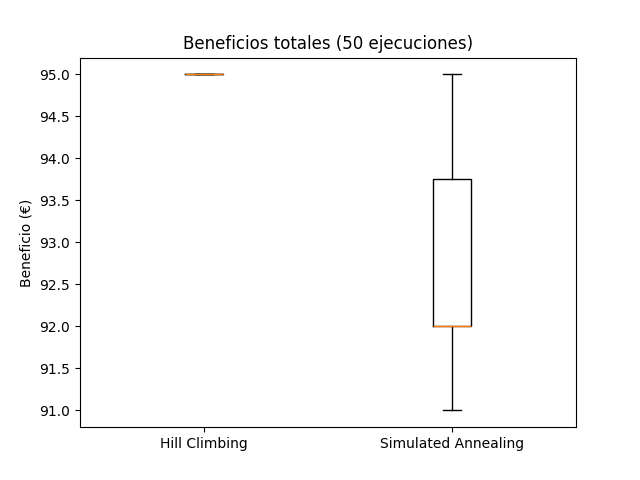 Beneficios totales (50 ejecuciones)
Beneficio (€)
95.0
94.5
94.0
93.5
93.0
92.5
92.0
91.5
91.0
Hill Climbing
Simulated Annealing